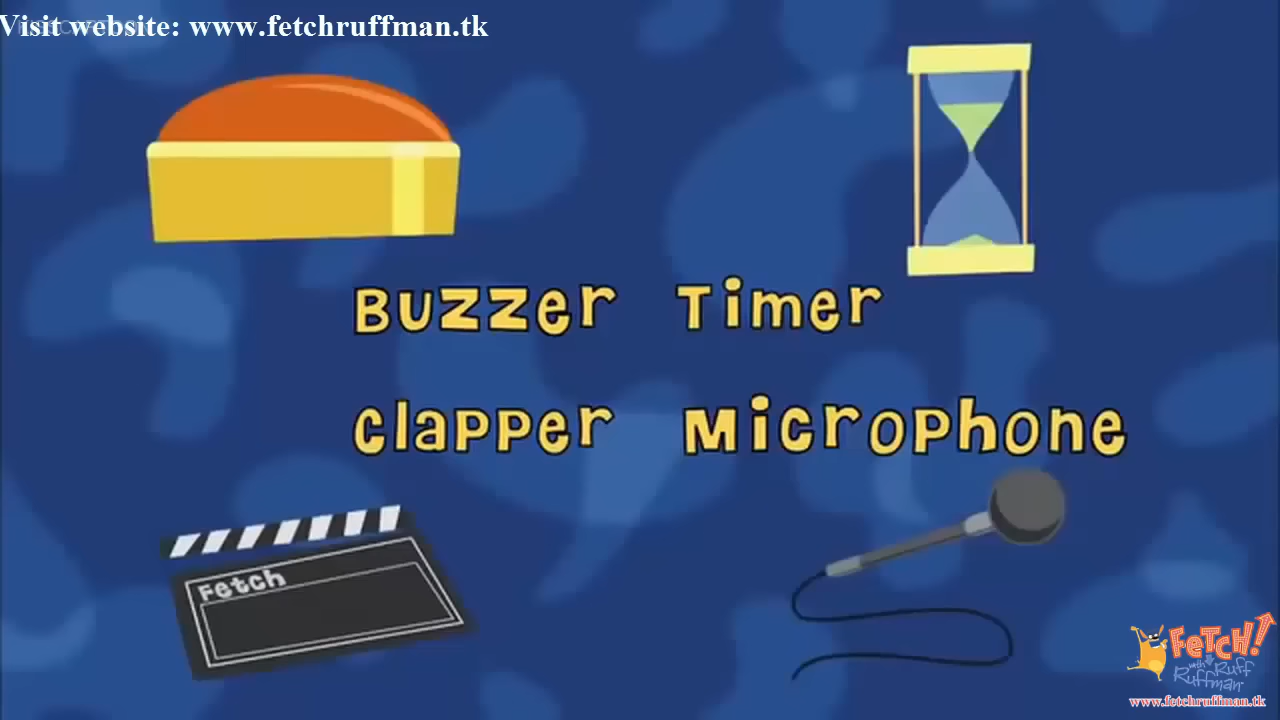 Visit website: www.fetchruffman.tk
Buzzer Timer
Clapper Microphone
Fetch
FeTCH!
with Ruff
Ruffman
www.fetchruffman.tk